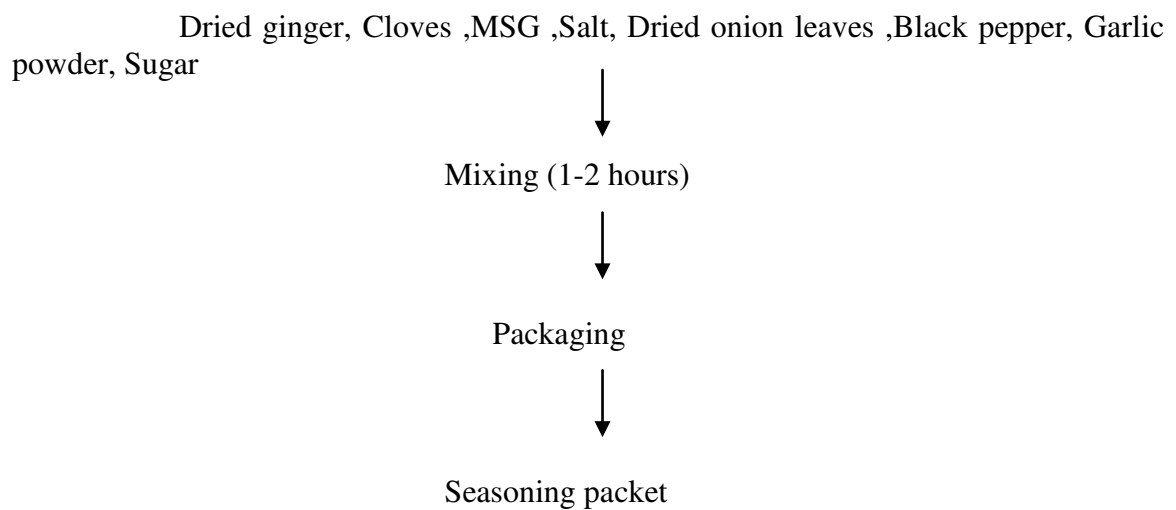 Dried ginger, Cloves ,MSG ,Salt, Dried onion leaves ,Black pepper, Garlic
powder, Sugar
Mixing (1-2 hours)
Packaging
Seasoning packet